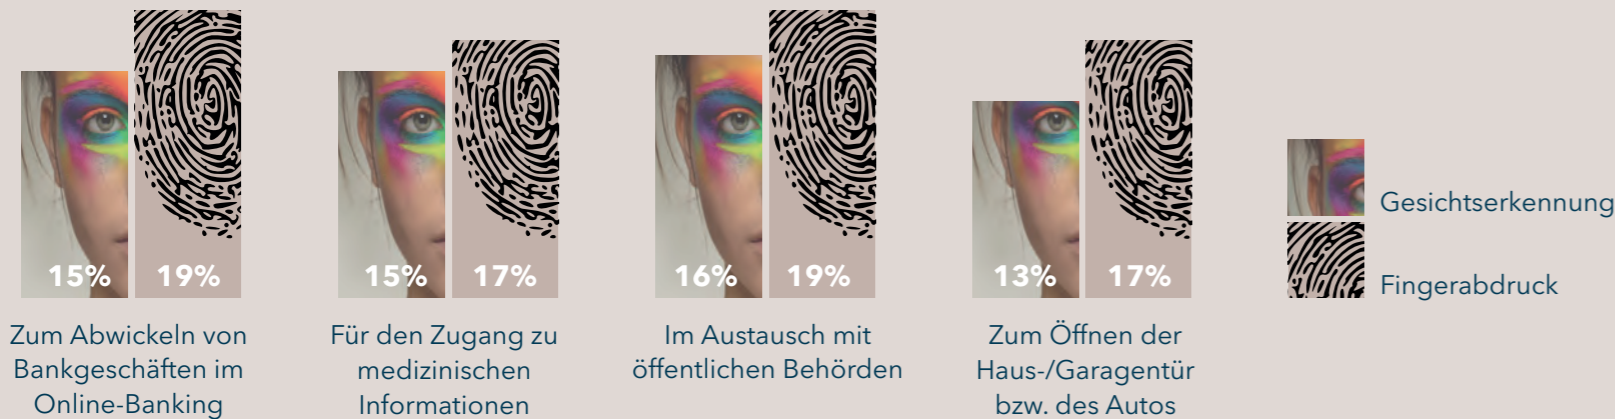 15% 19%
Zum Abwickeln von
Bankgeschäften im
Online-Banking
15% 17%
Für den Zugang zu
medizinischen
Informationen
16% 19%
Im Austausch mit
öffentlichen Behörden
13% 17%
Zum Öffnen der
Haus-/Garagentür
bzw. des Autos
Gesichtserkennung
Fingerabdruck